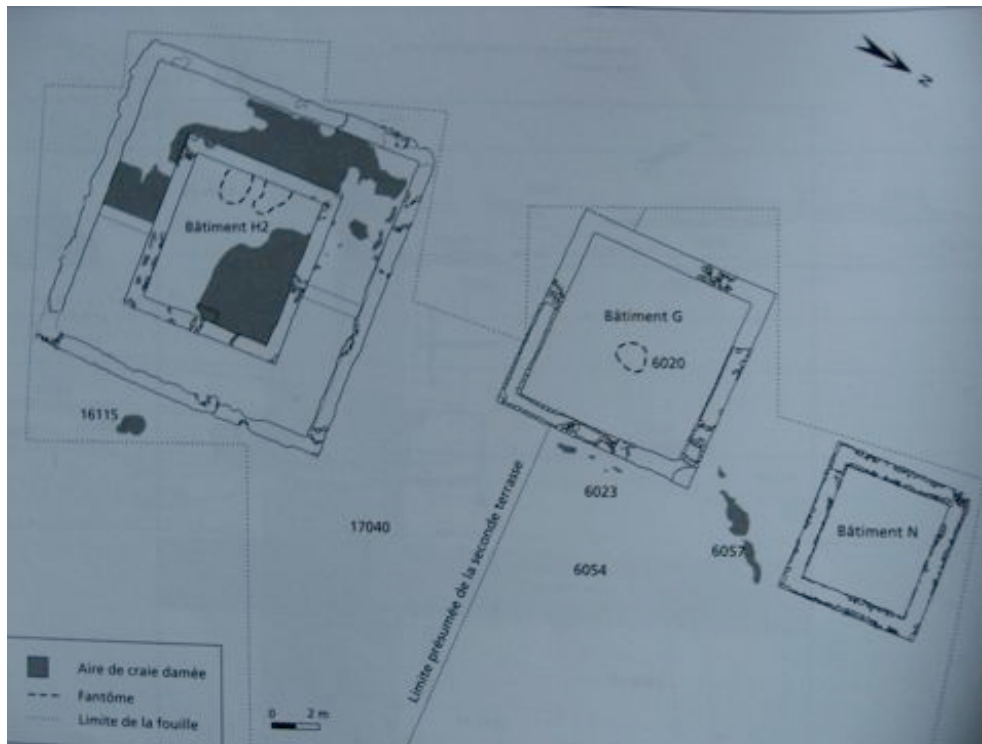 N
Bâtiment H2
Bâtiment G
6020
16115
6023
17040
6054
6057
Bâtiment N
Limite présumée de la seconde terrasse
Aire de craie damée
Fantôme
Limite de la fouille
0 2 m